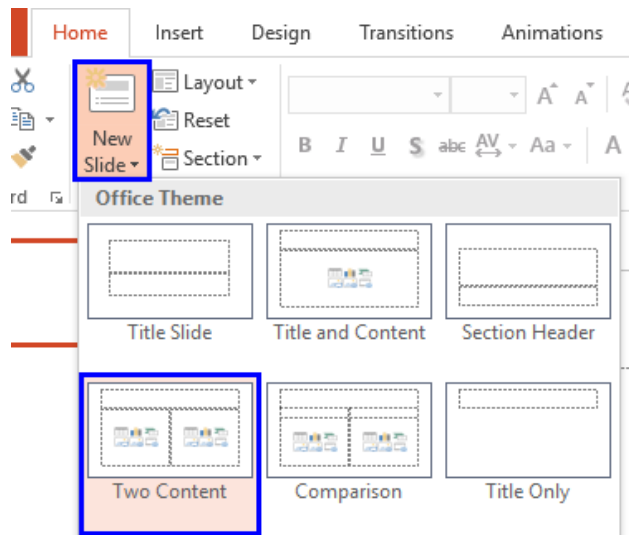 Home Insert Design Transitions Animations
Layout
Reset
New
Slide
Section
B I U S abc AV Aa A
A A
rd
Office Theme
Title Slide Title and Content Section Header
Two Content Comparison Title Only